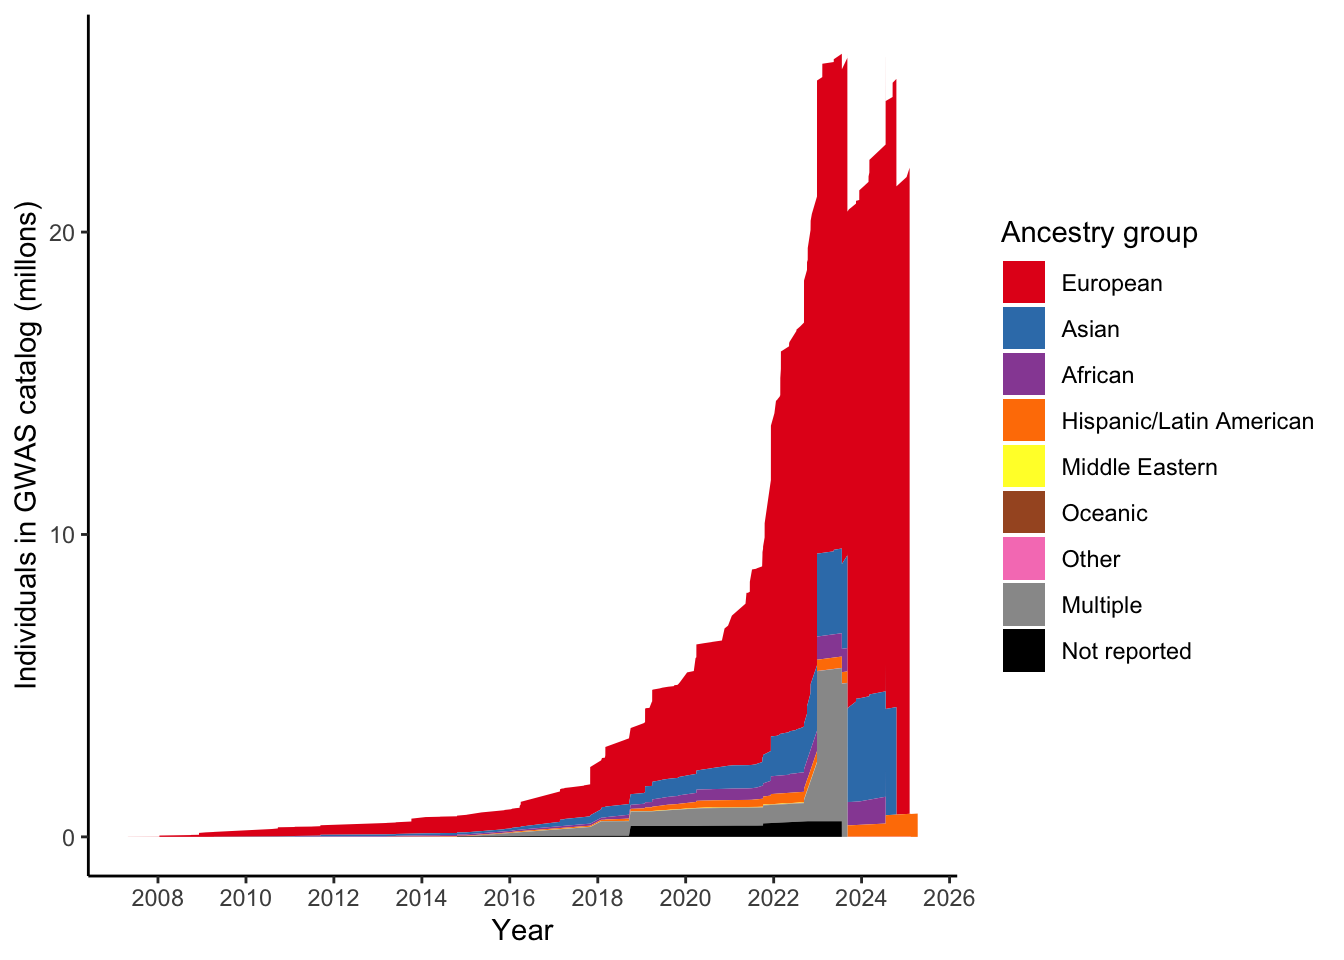 Individuals in GWAS catalog (millons)
20
10
0
2008 2010 2012 2014 2016 2018 2020 2022 2024 2026
Year
Ancestry group
European
Asian
African
Hispanic/Latin American
Middle Eastern
Oceanic
Other
Multiple
Not reported